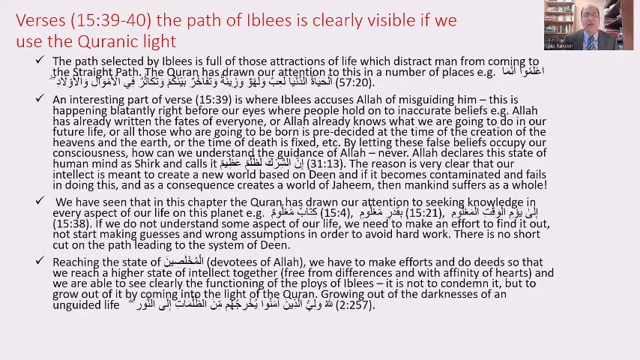 Verses (15:39-40) the path of Iblees is clearly visible if we
use the Quranic light
✓ The path selected by Iblees is full of those attractions of life which distract man from coming to
the Straight Path. The Quran has drawn our attention to this in a number of places e.g. اعْلَمُوا أَنَّمَا
الْحَيَاةُ الدُّنْيَا لَعِبٌ وَلَهْوٌ وَزِينَةٌ وَتَفَاخُرٌ بَيْنَكُمْ وَتَكَاثُرٌ فِي الْأَمْوَالِ وَالْأَوْلَادِ (57:20).
✓ An interesting part of verse (15:39) is where Iblees accuses Allah of misguiding him – this is
happening blatantly right before our eyes where people hold on to inaccurate beliefs e.g. Allah
has already written the fates of everyone, or Allah already knows what we are going to do in our
future life, or all those who are going to be born is pre-decided at the time of the creation of the
heavens and the earth, or the time of death is fixed, etc. By letting these false beliefs occupy our
consciousness, how can we understand the guidance of Allah – never. Allah declares this state of
human mind as Shirk and calls it إِنَّ الشِّرْكَ لَظُلْمٌ عَظِيمٌ (31:13). The reason is very clear that our
intellect is meant to create a new world based on Deen and if it becomes contaminated and fails
in doing this, and as a consequence creates a world of Jaheem, then mankind suffers as a whole!
✓ We have seen that in this chapter the Quran has drawn our attention to seeking knowledge in
every aspect of our life on this planet e.g. كِتَابٌ مَّعْلُومٌ (15:4), بِقَدَرٍ مَّعْلُومٍ (15:21), إِلَىٰ يَوْمِ الْوَقْتِ الْمَعْلُومِ
(15:38). If we do not understand some aspect of our life, we need to make an effort to find it out,
not start making guesses and wrong assumptions in order to avoid hard work. There is no short
cut on the path leading to the system of Deen.
✓ Reaching the state of الْمُخْلَصِينَ (devotees of Allah), we have to make efforts and do deeds so that
we reach a higher state of intellect together (free from differences and with affinity of hearts) and
we are able to see clearly the functioning of the ploys of Iblees – it is not to condemn it, but to
grow out of it by coming into the light of the Quran. Growing out of the darknesses of an
unguided life اللَّهُ وَلِيُّ الَّذِينَ آمَنُوا يُخْرِجُهُم مِّنَ الظُّلُمَاتِ إِلَى النُّورِ (2:257).